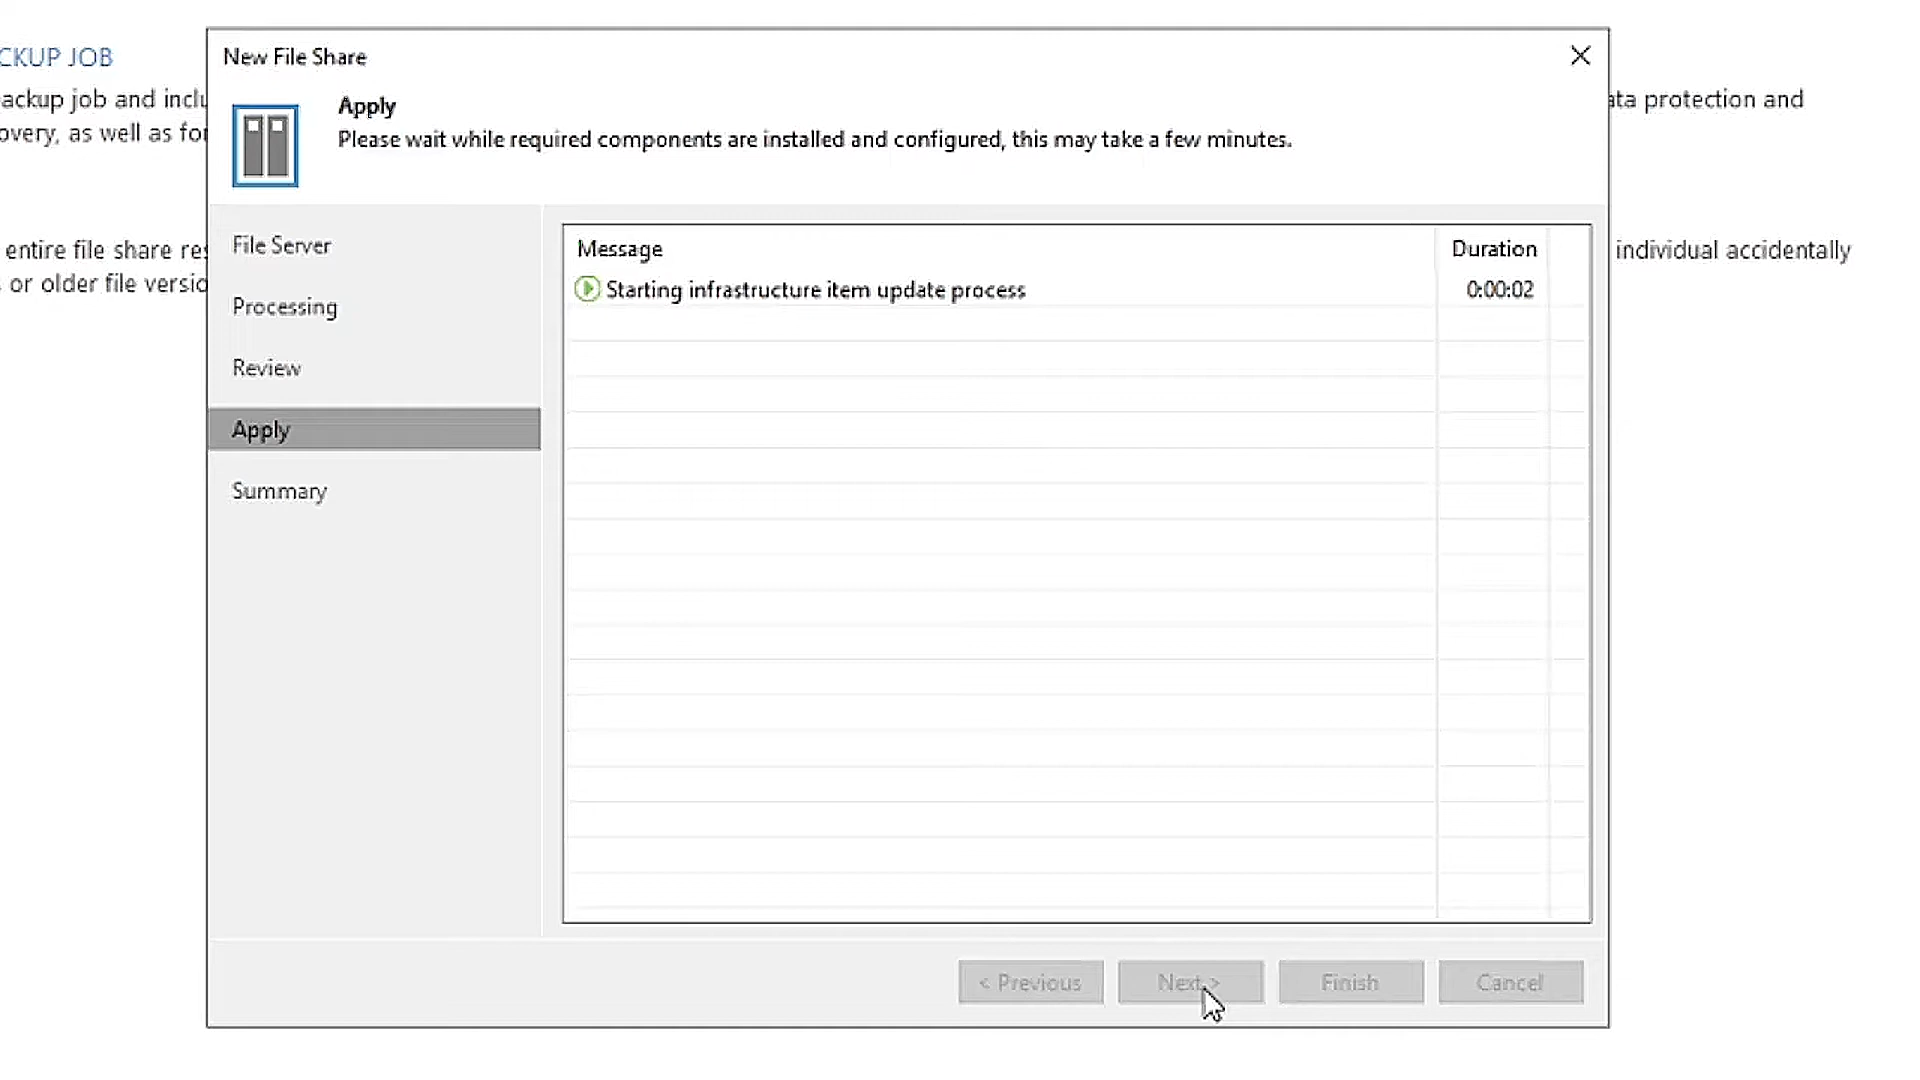 CKUP JOB
ackup job and inclu
overy, as well as for
entire file share res
or older file versio
New File Share
Apply
Please wait while required components are installed and configured, this may take a few minutes.
File Server
Processing
Review
Apply
Summary
Message Duration
Starting infrastructure item update process 0:00:02
< Previous Next > Finish Cancel
ata protection and
individual accidentally